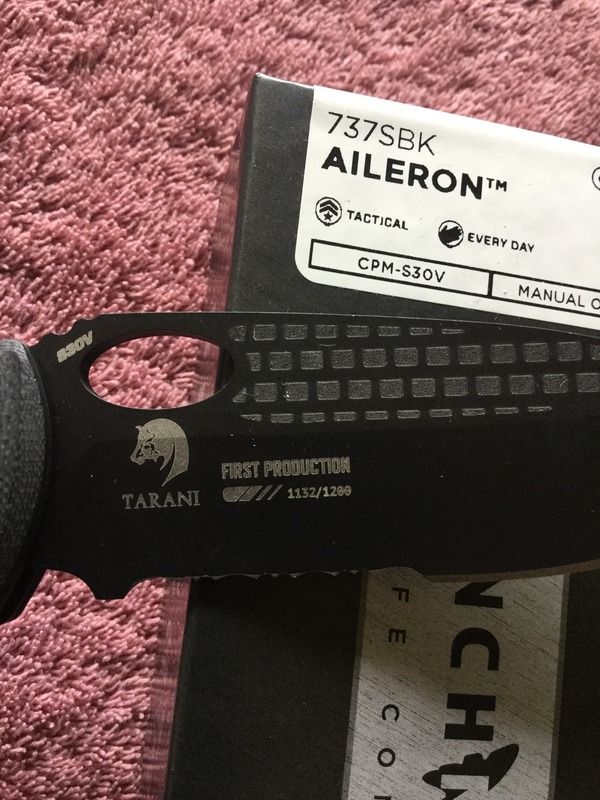 737SBK
AILERON™
TACTICAL
EVERY DAY
CPM-S30V
MANUAL O
S30V
TARANI
FIRST PRODUCTION
1132/1200
NCH
FE CO